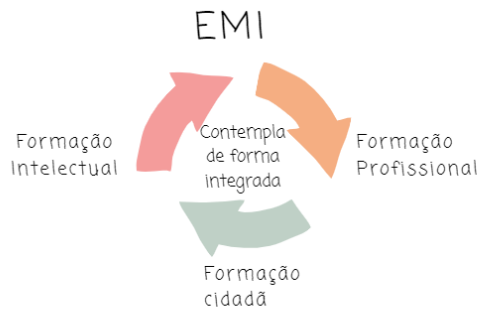 EMI
Contempla
de forma
integrada
Formação
Intelectual
Formação
Profissional
Formação
cidadã